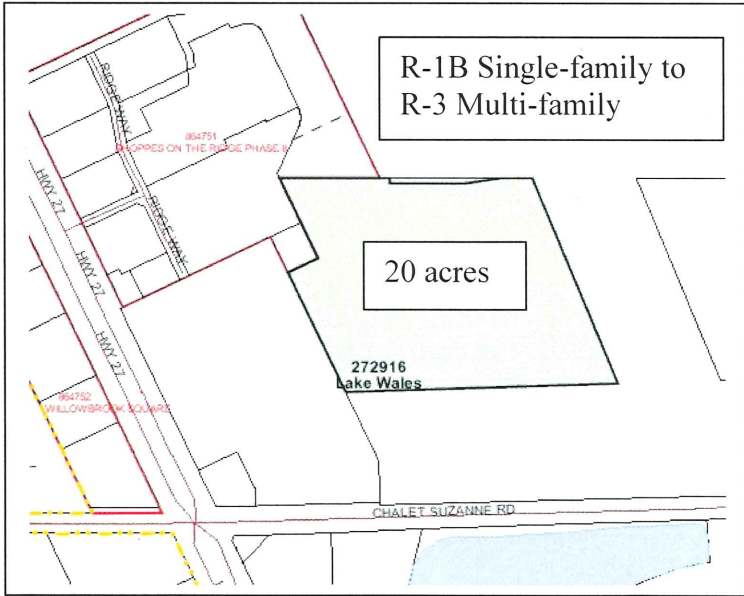 R-1B Single-family to
R-3 Multi-family
RIDGE WAY
864751
SHOPPES ON THE RIDGE PHASE II
HWY 27
RIDGE WAY
HWY 27
20 acres
HWY 27
272916
Lake Wales
864752
WILLOWBROOK SQUARE
CHALET SUZANNE RD